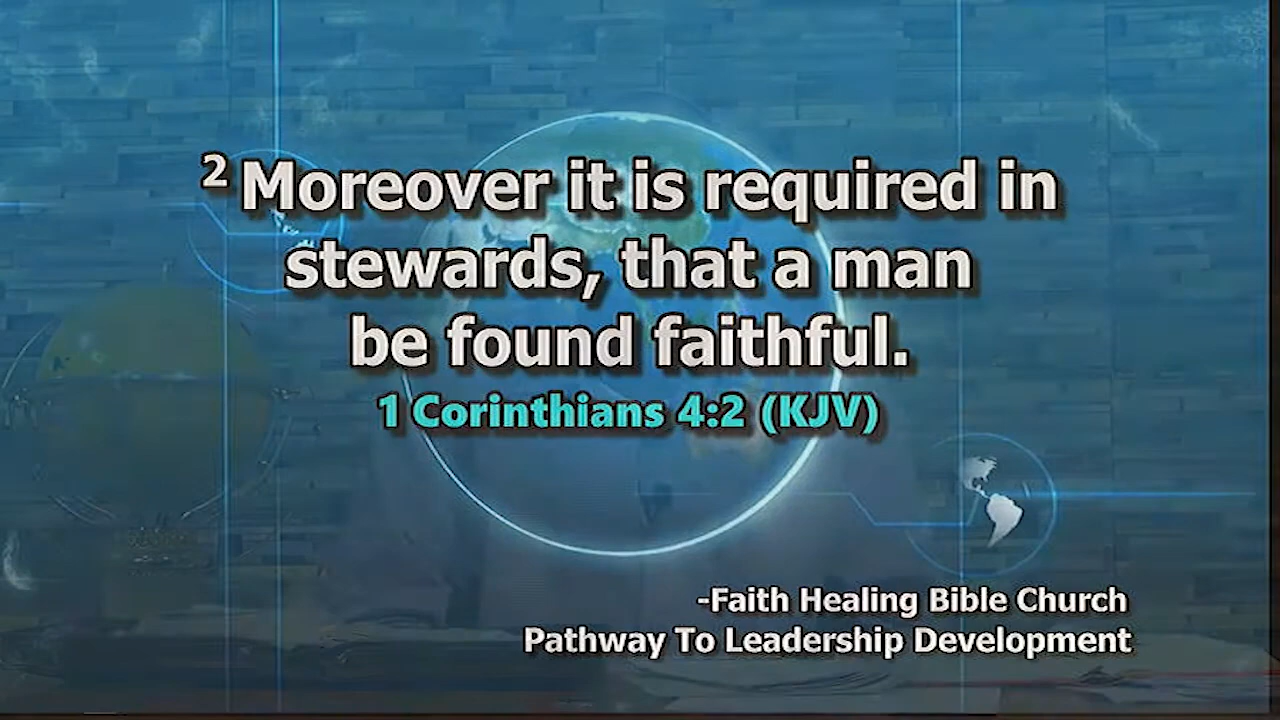 2 Moreover it is required in
stewards, that a man
be found faithful.
1 Corinthians 4:2 (KJV)
-Faith Healing Bible Church
Pathway To Leadership Development